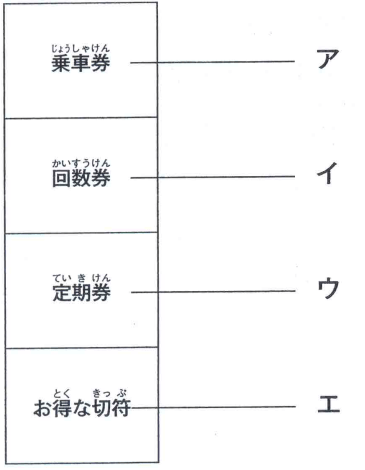 じょうしゃけん
乗車券 ア
かいすうけん
回数券 イ
ていきけん
定期券 ウ
とく きっぷ
お得な切符 エ